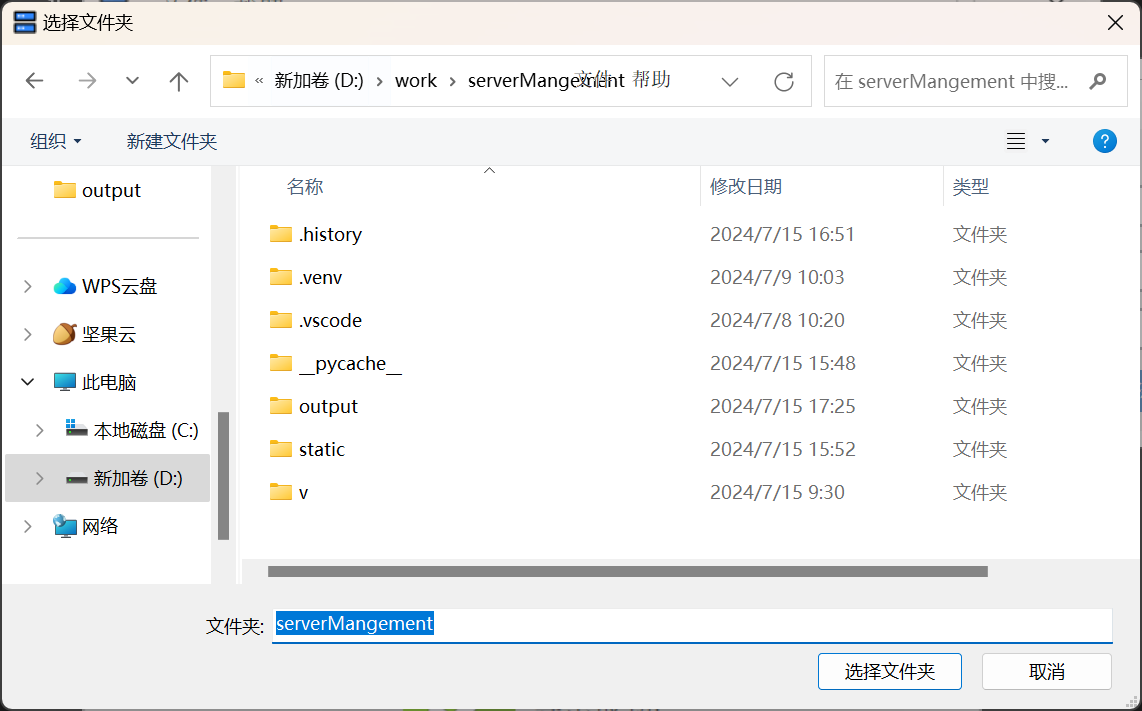 选择文件夹
« 新加卷 (D:) › work › serverMangement 文件 帮助
在 serverMangement 中搜...
组织 新建文件夹
output
WPS云盘
坚果云
此电脑
本地磁盘 (C:)
新加卷 (D:)
网络
名称 修改日期 类型
.history 2024/7/15 16:51 文件夹
.venv 2024/7/9 10:03 文件夹
.vscode 2024/7/8 10:20 文件夹
__pycache__ 2024/7/15 15:48 文件夹
output 2024/7/15 17:25 文件夹
static 2024/7/15 15:52 文件夹
v 2024/7/15 9:30 文件夹
文件夹: serverMangement
选择文件夹 取消